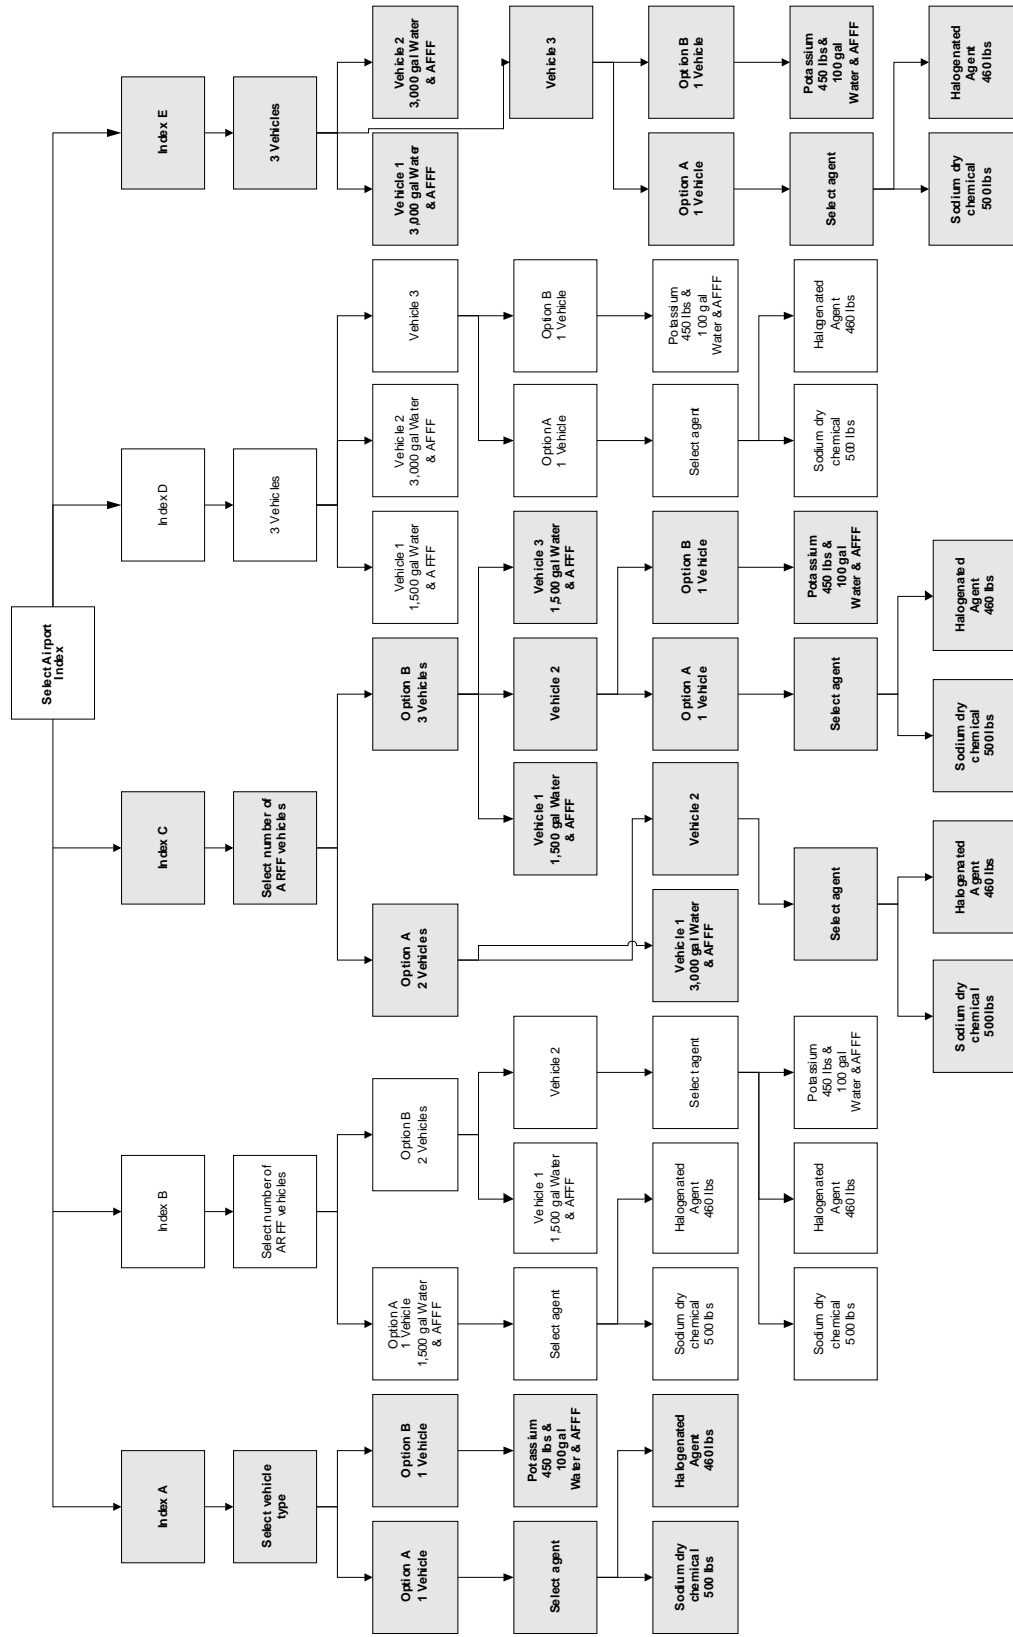 Select Airport
Index
Index A
Select vehicle
type
Option A
1 Vehicle
Option B
1 Vehicle
Select agent
Potassium
450 lbs &
100gal
Water & AFFF
Sodium dry
chemical
500 lbs
Halogenated
Agent
460 lbs
Index B
Select number of
ARFF vehicles
Option A
1 Vehicle
1,500 gal Water
& AFFF
Option B
2 Vehicles
Select agent
Vehicle 1
1,500 gal Water
& AFFF
Vehicle 2
Sodium dry
chemical
500 lbs
Halogenated
Agent
460 lbs
Select agent
Sodium dry
chemical
500 lbs
Halogenated
Agent
460 lbs
Potassium
450 lbs &
100 gal
Water & AFFF
Index C
Select number of
ARFF vehicles
Option A
2 Vehicles
Option B
3 Vehicles
Vehicle 1
1,500 gal Water
& AFFF
Vehicle 2
Vehicle 3
1,500 gal Water
& AFFF
Vehicle 1
3,000 gal Water
& AFFF
Vehicle 2
Option A
1 Vehicle
Option B
1 Vehicle
Select agent
Select agent
Potassium
450 lbs &
100 gal
Water & AFFF
Sodium dry
chemical
500 lbs
Halogenated
Agent
460 lbs
Sodium dry
chemical
500 lbs
Halogenated
Agent
460 lbs
Index D
3 Vehicles
Vehicle 1
1,500 gal Water
& AFFF
Vehicle 2
3,000 gal Water
& AFFF
Vehicle 3
Option A
1 Vehicle
Option B
1 Vehicle
Select agent
Potassium
450 lbs &
100 gal
Water & AFFF
Sodium dry
chemical
500 lbs
Halogenated
Agent
460 lbs
Index E
3 Vehicles
Vehicle 1
3,000 gal Water
& AFFF
Vehicle 2
3,000 gal Water
& AFFF
Vehicle 3
Option A
1 Vehicle
Option B
1 Vehicle
Select agent
Potassium
450 lbs &
100 gal
Water & AFFF
Sodium dry
chemical
500 lbs
Halogenated
Agent
460 lbs